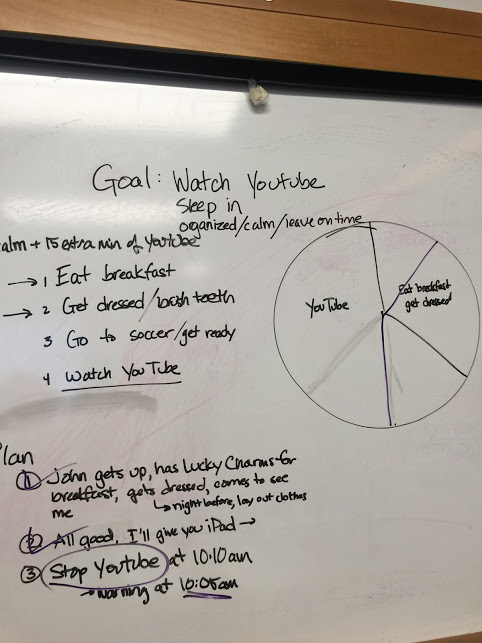 Goal: Watch Youtube
Sleep in
organized/calm/leave on time
alm + 15 extra min of Youtube
→ 1 Eat breakfast
→ 2 Get dressed/brush teeth
3 Go to soccer/get ready
4 Watch YouTube
YouTube
Eat breakfast
get dressed
lan
1 John gets up, has Lucky Charms for
breakfast, gets dressed, comes to see
me
↳ night before, lay out clothes
2 All good, I'll give you iPad →
3 Stop Youtube at 10:10am
→ warning at 10:05am